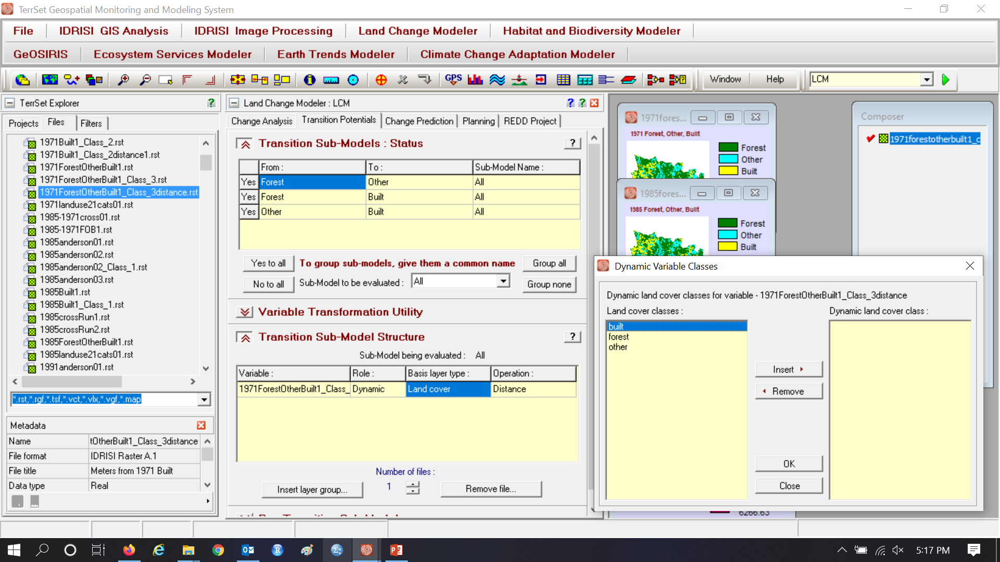 TerrSet Geospatial Monitoring and Modeling System
File
IDRISI GIS Analysis
IDRISI Image Processing
Land Change Modeler
Habitat and Biodiversity Modeler
GeOSIRIS
Ecosystem Services Modeler
Earth Trends Modeler
Climate Change Adaptation Modeler
GPS
Window
Help
LCM
TerrSet Explorer
?
Projects
Files
Filters
1971Built1_Class_2.rst
1971Built1_Class_2distance1.rst
1971ForestOtherBuilt1.rst
1971ForestOtherBuilt1_Class_3.rst
1971ForestOtherBuilt1_Class_3distance.rst
1971landuse21cats01.rst
1985-1971cross01.rst
1985-1971FOB1.rst
1985anderson01.rst
1985anderson02.rst
1985anderson02_Class_1.rst
1985anderson03.rst
1985Built1.rst
1985Built1_Class_1.rst
1985crossRun1.rst
1985crossRun2.rst
1985ForestOtherBuilt1.rst
1985landuse21cats01.rst
1991anderson01.rst
*.rst,*.rgf,*.tsf,*.vct,*.vlx,*.vgf,*.map
Metadata
Name tOtherBuilt1_Class_3distance
File format IDRISI Raster A.1
File title Meters from 1971 Built
Data type Real
Land Change Modeler : LCM
? ?
Change Analysis
Transition Potentials
Change Prediction
Planning
REDD Project
Transition Sub-Models : Status
?
From : To : Sub-Model Name :
Yes Forest Other All
Yes Forest Built All
Yes Other Built All
Yes to all
To group sub-models, give them a common name
Group all
No to all
Sub-Model to be evaluated : All
Group none
Variable Transformation Utility
Transition Sub-Model Structure
?
Sub-Model being evaluated : All
Variable : Role : Basis layer type : Operation :
1971ForestOtherBuilt1_Class_ Dynamic Land cover Distance
Number of files :
Insert layer group...
1
Remove file...
1971fores...
1971 Forest, Other, Built
Forest
Other
Built
1985fores...
1985 Forest, Other, Built
Forest
Other
Built
Composer
1971forestotherbuilt1_c
Dynamic Variable Classes
Dynamic land cover classes for variable - 1971ForestOtherBuilt1_Class_3distance
Land cover classes :
Dynamic land cover class :
built
forest
other
Insert
Remove
OK
Close
6266.63
5:17 PM